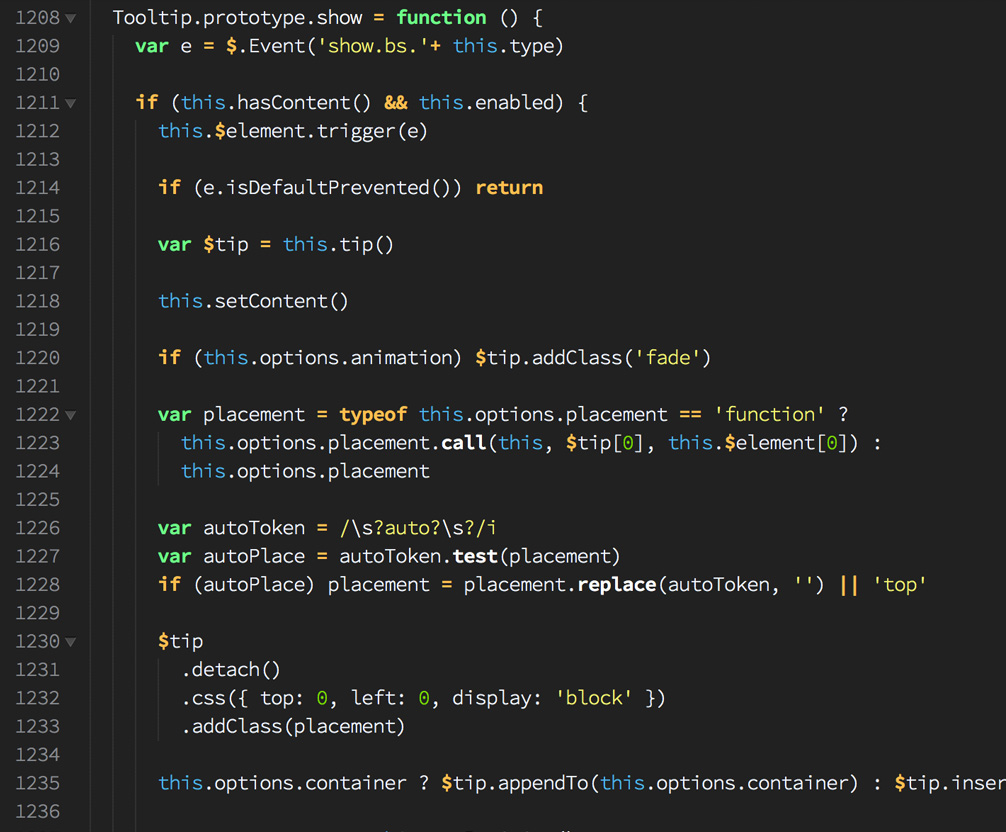 1208 Tooltip.prototype.show = function () {
1209 var e = $.Event('show.bs.'+ this.type)
1210
1211 if (this.hasContent() && this.enabled) {
1212 this.$element.trigger(e)
1213
1214 if (e.isDefaultPrevented()) return
1215
1216 var $tip = this.tip()
1217
1218 this.setContent()
1219
1220 if (this.options.animation) $tip.addClass('fade')
1221
1222 var placement = typeof this.options.placement == 'function' ?
1223 this.options.placement.call(this, $tip[0], this.$element[0]) :
1224 this.options.placement
1225
1226 var autoToken = /\s?auto?\s?/i
1227 var autoPlace = autoToken.test(placement)
1228 if (autoPlace) placement = placement.replace(autoToken, '') || 'top'
1229
1230 $tip
1231 .detach()
1232 .css({ top: 0, left: 0, display: 'block' })
1233 .addClass(placement)
1234
1235 this.options.container ? $tip.appendTo(this.options.container) : $tip.inser
1236